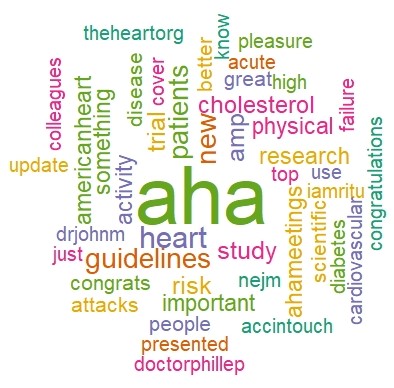 theheartorg
know
pleasure
better
acute
great
high
colleagues
disease
cover
patients
trial
americanheart
something
new
amp
cholesterol
physical
failure
congratulations
update
activity
aha
research
top
use
iamritu
ahameetings
scientific
diabetes
cardiovascular
drjohnm
heart
just
guidelines
study
congrats
risk
nejm
attacks
important
people
accintouch
presented
doctorphillep